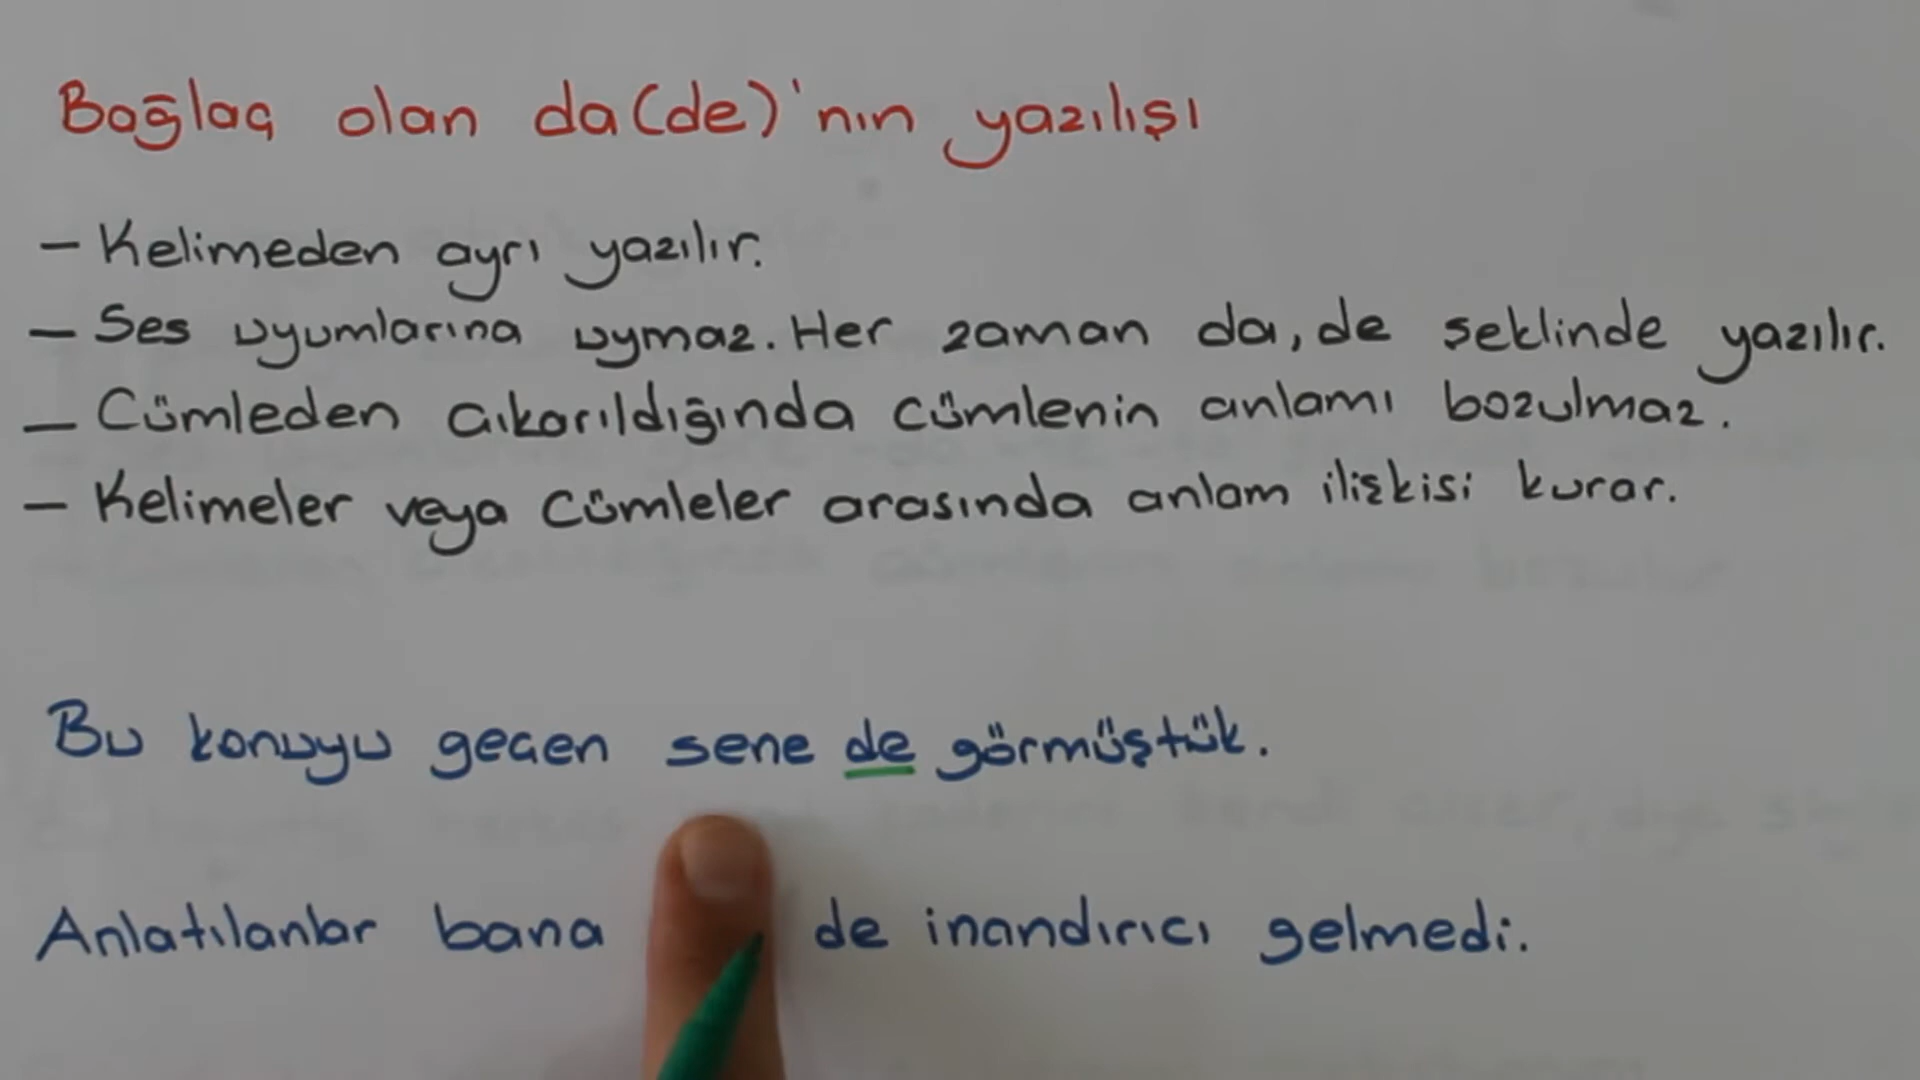 Bağlaç olan da(de)'nın yazılışı
- Kelimeden ayrı yazılır.
- Ses uyumlarına uymaz. Her zaman da, de şeklinde yazılır.
- Cümleden çıkarıldığında cümlenin anlamı bozulmaz.
- Kelimeler veya cümleler arasında anlam ilişkisi kurar.
Bu konuyu geçen sene de görmüştük.
Anlatılanlar bana de inandırıcı gelmedi.